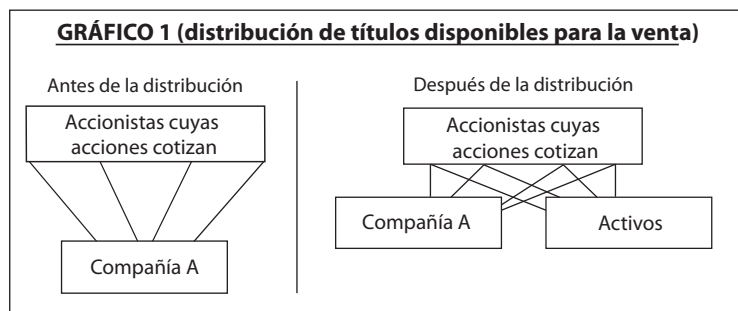 GRÁFICO 1 (distribución de títulos disponibles para la venta)
Antes de la distribución
Accionistas cuyas
acciones cotizan
Compañía A
Después de la distribución
Accionistas cuyas
acciones cotizan
Compañía A
Activos